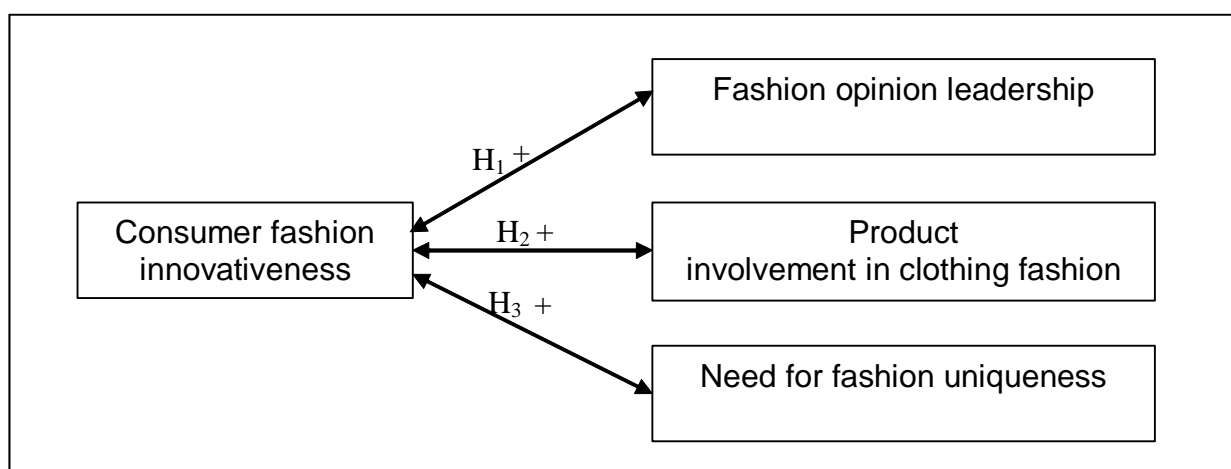 Fashion opinion leadership
H₁ +
Consumer fashion
innovativeness
H₂ +
Product
involvement in clothing fashion
H₃ +
Need for fashion uniqueness